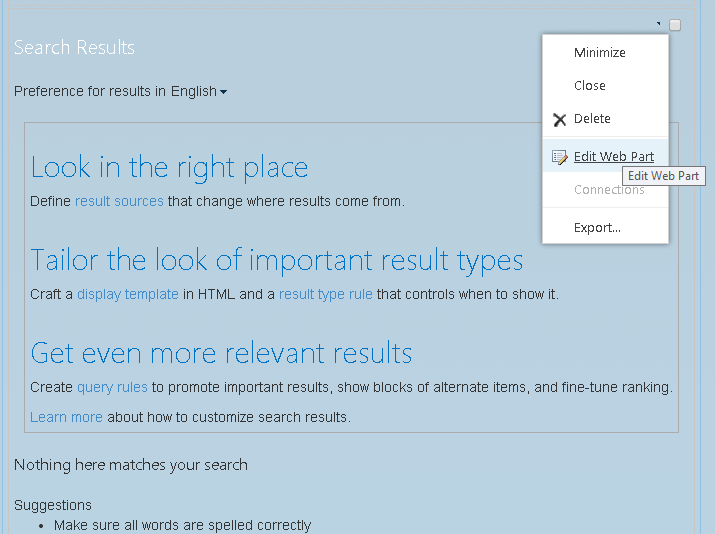 Search Results
Minimize
Preference for results in English
Close
Delete
Look in the right place
Edit Web Part
Edit Web Part
Define result sources that change where results come from.
Connections
Export...
Tailor the look of important result types
Craft a display template in HTML and a result type rule that controls when to show it.
Get even more relevant results
Create query rules to promote important results, show blocks of alternate items, and fine-tune ranking.
Learn more about how to customize search results.
Nothing here matches your search
Suggestions
• Make sure all words are spelled correctly